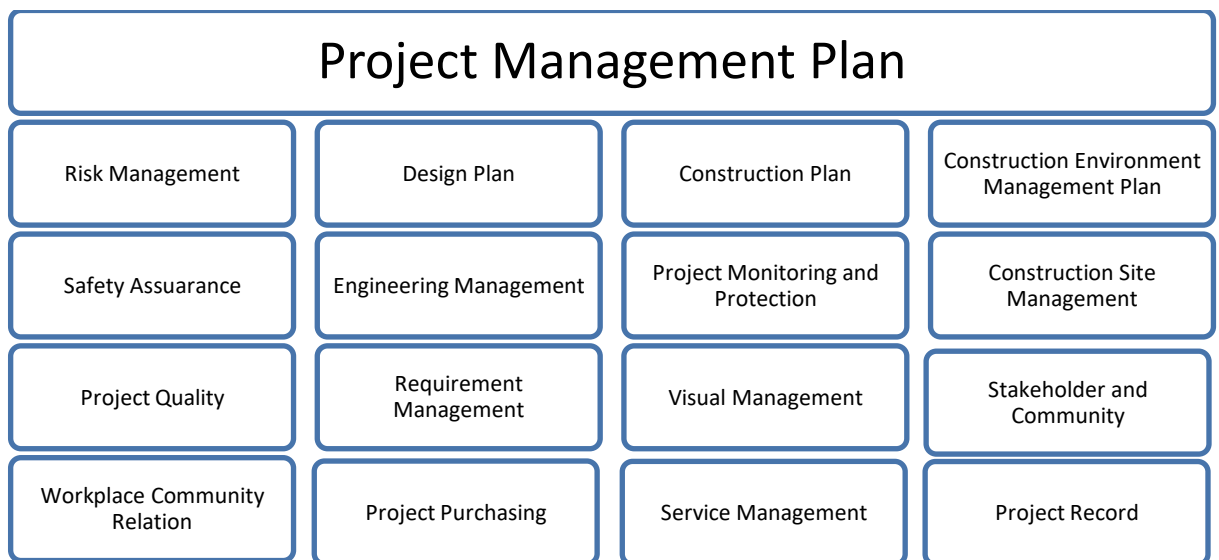 Project Management Plan
Risk Management
Design Plan
Construction Plan
Construction Environment
Management Plan
Safety Assuarance
Engineering Management
Project Monitoring and
Protection
Construction Site
Management
Project Quality
Requirement
Management
Visual Management
Stakeholder and
Community
Workplace Community
Relation
Project Purchasing
Service Management
Project Record